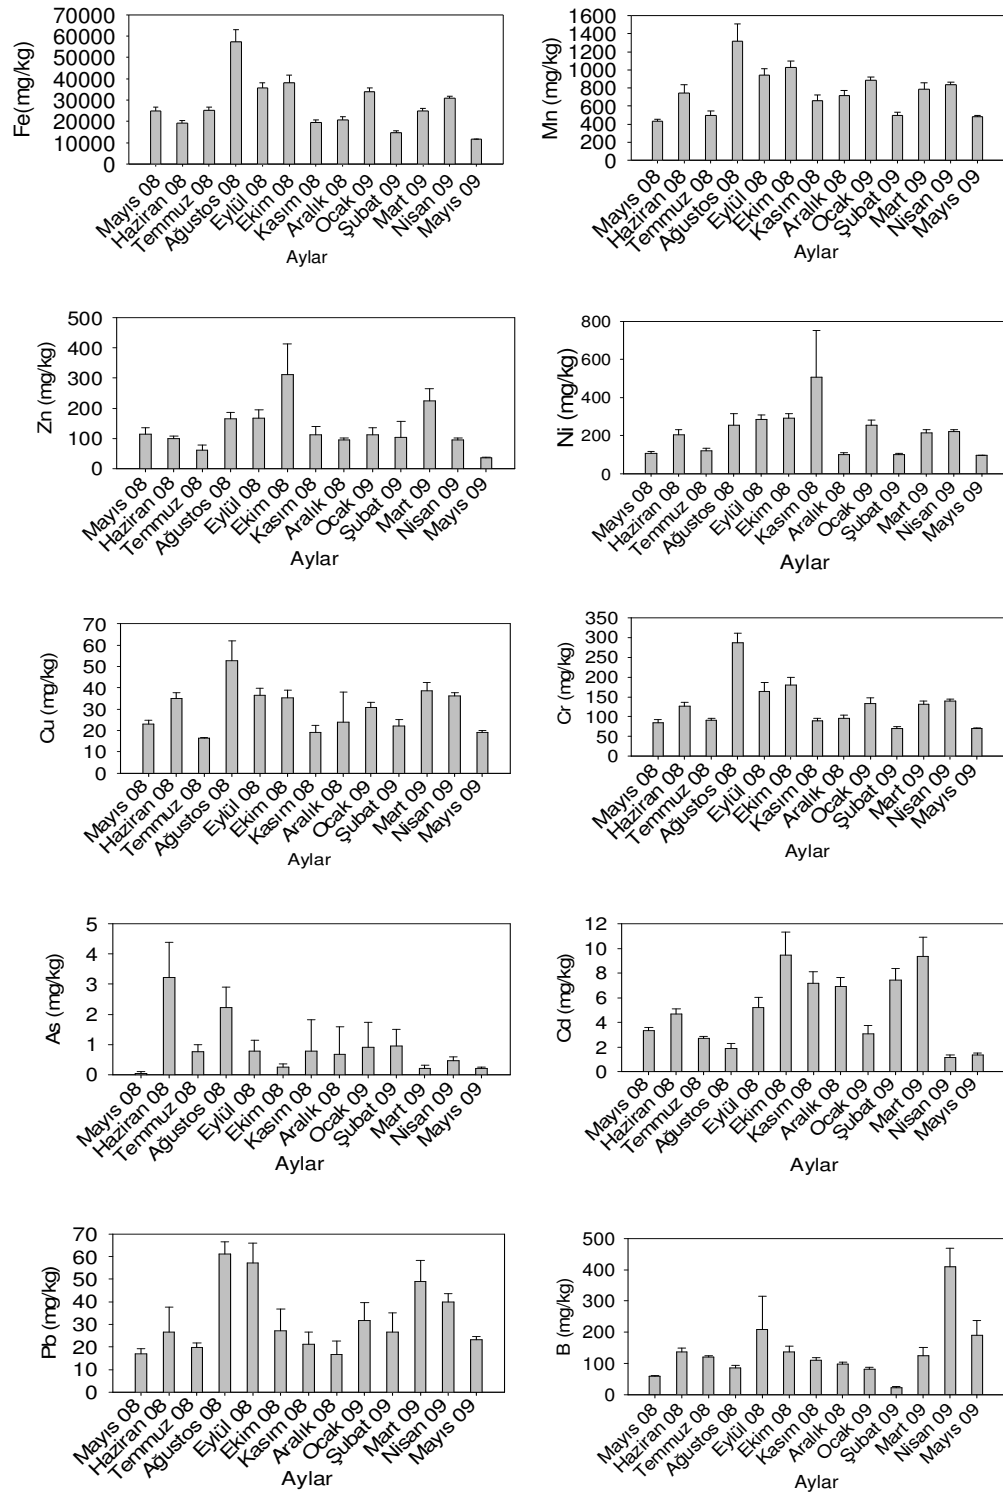 Fe(mg/kg)
70000
60000
50000
40000
30000
20000
10000
0
Mayıs 08
Haziran 08
Temmuz 08
Ağustos 08
Eylül 08
Ekim 08
Kasım 08
Aralık 08
Ocak 09
Şubat 09
Mart 09
Nisan 09
Mayıs 09
Aylar
Mn (mg/kg)
1600
1400
1200
1000
800
600
400
200
0
Mayıs 08
Haziran 08
Temmuz 08
Ağustos 08
Eylül 08
Ekim 08
Kasım 08
Aralık 08
Ocak 09
Şubat 09
Mart 09
Nisan 09
Mayıs 09
Aylar
Zn (mg/kg)
500
400
300
200
100
0
Mayıs 08
Haziran 08
Temmuz 08
Ağustos 08
Eylül 08
Ekim 08
Kasım 08
Aralık 08
Ocak 09
Şubat 09
Mart 09
Nisan 09
Mayıs 09
Aylar
Ni (mg/kg)
800
600
400
200
0
Mayıs 08
Haziran 08
Temmuz 08
Ağustos 08
Eylül 08
Ekim 08
Kasım 08
Aralık 08
Ocak 09
Şubat 09
Mart 09
Nisan 09
Mayıs 09
Aylar
Cu (mg/kg)
70
60
50
40
30
20
10
0
Mayıs 08
Haziran 08
Temmuz 08
Ağustos 08
Eylül 08
Ekim 08
Kasım 08
Aralık 08
Ocak 09
Şubat 09
Mart 09
Nisan 09
Mayıs 09
Aylar
Cr (mg/kg)
350
300
250
200
150
100
50
0
Mayıs 08
Haziran 08
Temmuz 08
Ağustos 08
Eylül 08
Ekim 08
Kasım 08
Aralık 08
Ocak 09
Şubat 09
Mart 09
Nisan 09
Mayıs 09
Aylar
As (mg/kg)
5
4
3
2
1
0
Mayıs 08
Haziran 08
Temmuz 08
Ağustos 08
Eylül 08
Ekim 08
Kasım 08
Aralık 08
Ocak 09
Şubat 09
Mart 09
Nisan 09
Mayıs 09
Aylar
Cd (mg/kg)
12
10
8
6
4
2
0
Mayıs 08
Haziran 08
Temmuz 08
Ağustos 08
Eylül 08
Ekim 08
Kasım 08
Aralık 08
Ocak 09
Şubat 09
Mart 09
Nisan 09
Mayıs 09
Aylar
Pb (mg/kg)
70
60
50
40
30
20
10
0
Mayıs 08
Haziran 08
Temmuz 08
Ağustos 08
Eylül 08
Ekim 08
Kasım 08
Aralık 08
Ocak 09
Şubat 09
Mart 09
Nisan 09
Mayıs 09
Aylar
B (mg/kg)
500
400
300
200
100
0
Mayıs 08
Haziran 08
Temmuz 08
Ağustos 08
Eylül 08
Ekim 08
Kasım 08
Aralık 08
Ocak 09
Şubat 09
Mart 09
Nisan 09
Mayıs 09
Aylar